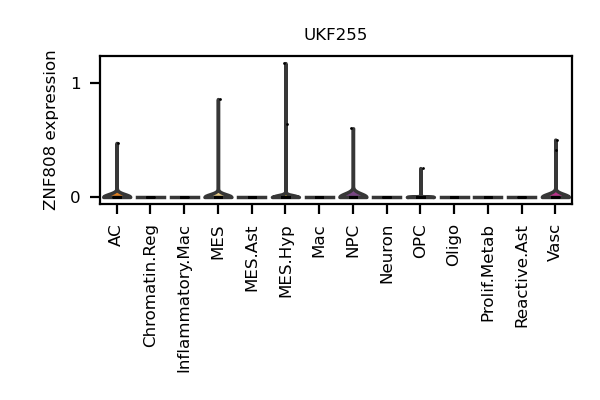 UKF255
ZNF808 expression
1
0
AC
Chromatin.Reg
Inflammatory.Mac
MES
MES.Ast
MES.Hyp
Mac
NPC
Neuron
OPC
Oligo
Prolif.Metab
Reactive.Ast
Vasc